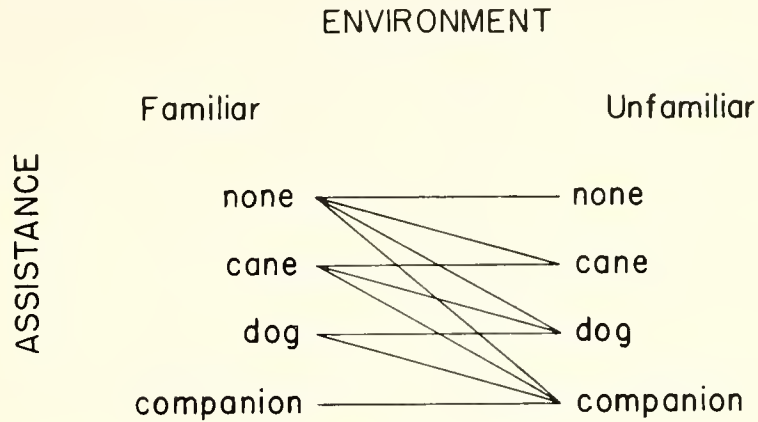 ENVIRONMENT
Familiar Unfamiliar
ASSISTANCE
none none
cane cane
dog dog
companion companion